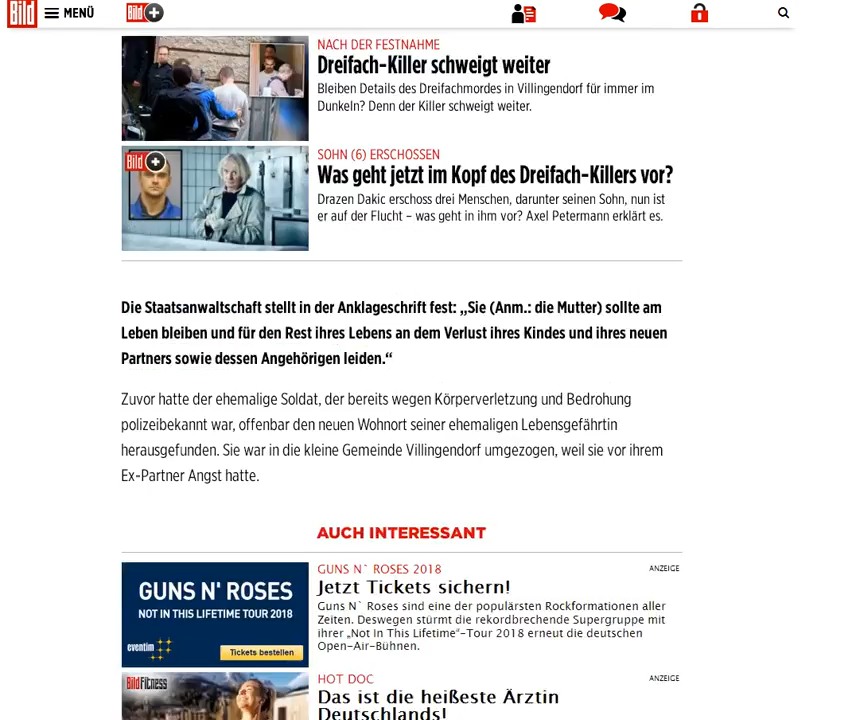 Bild MENÜ Bild +
NACH DER FESTNAHME
Dreifach-Killer schweigt weiter
Bleiben Details des Dreifachmordes in Villingendorf für immer im
Dunkeln? Denn der Killer schweigt weiter.
Bild +
SOHN (6) ERSCHOSSEN
Was geht jetzt im Kopf des Dreifach-Killers vor?
Drazen Dakic erschoss drei Menschen, darunter seinen Sohn, nun ist
er auf der Flucht – was geht in ihm vor? Axel Petermann erklärt es.
Die Staatsanwaltschaft stellt in der Anklageschrift fest: „Sie (Anm.: die Mutter) sollte am
Leben bleiben und für den Rest ihres Lebens an dem Verlust ihres Kindes und ihres neuen
Partners sowie dessen Angehörigen leiden.“
Zuvor hatte der ehemalige Soldat, der bereits wegen Körperverletzung und Bedrohung
polizeibekannt war, offenbar den neuen Wohnort seiner ehemaligen Lebensgefährtin
herausgefunden. Sie war in die kleine Gemeinde Villingendorf umgezogen, weil sie vor ihrem
Ex-Partner Angst hatte.
AUCH INTERESSANT
GUNS N' ROSES
NOT IN THIS LIFETIME TOUR 2018
eventim
Tickets bestellen
GUNS N` ROSES 2018
ANZEIGE
Jetzt Tickets sichern!
Guns N` Roses sind eine der populärsten Rockformationen aller
Zeiten. Deswegen stürmt die rekordbrechende Supergruppe mit
ihrer „Not In This Lifetime“-Tour 2018 erneut die deutschen
Open-Air-Bühnen.
BildFitness
HOT DOC
ANZEIGE
Das ist die heißeste Ärztin
Deutschlands!